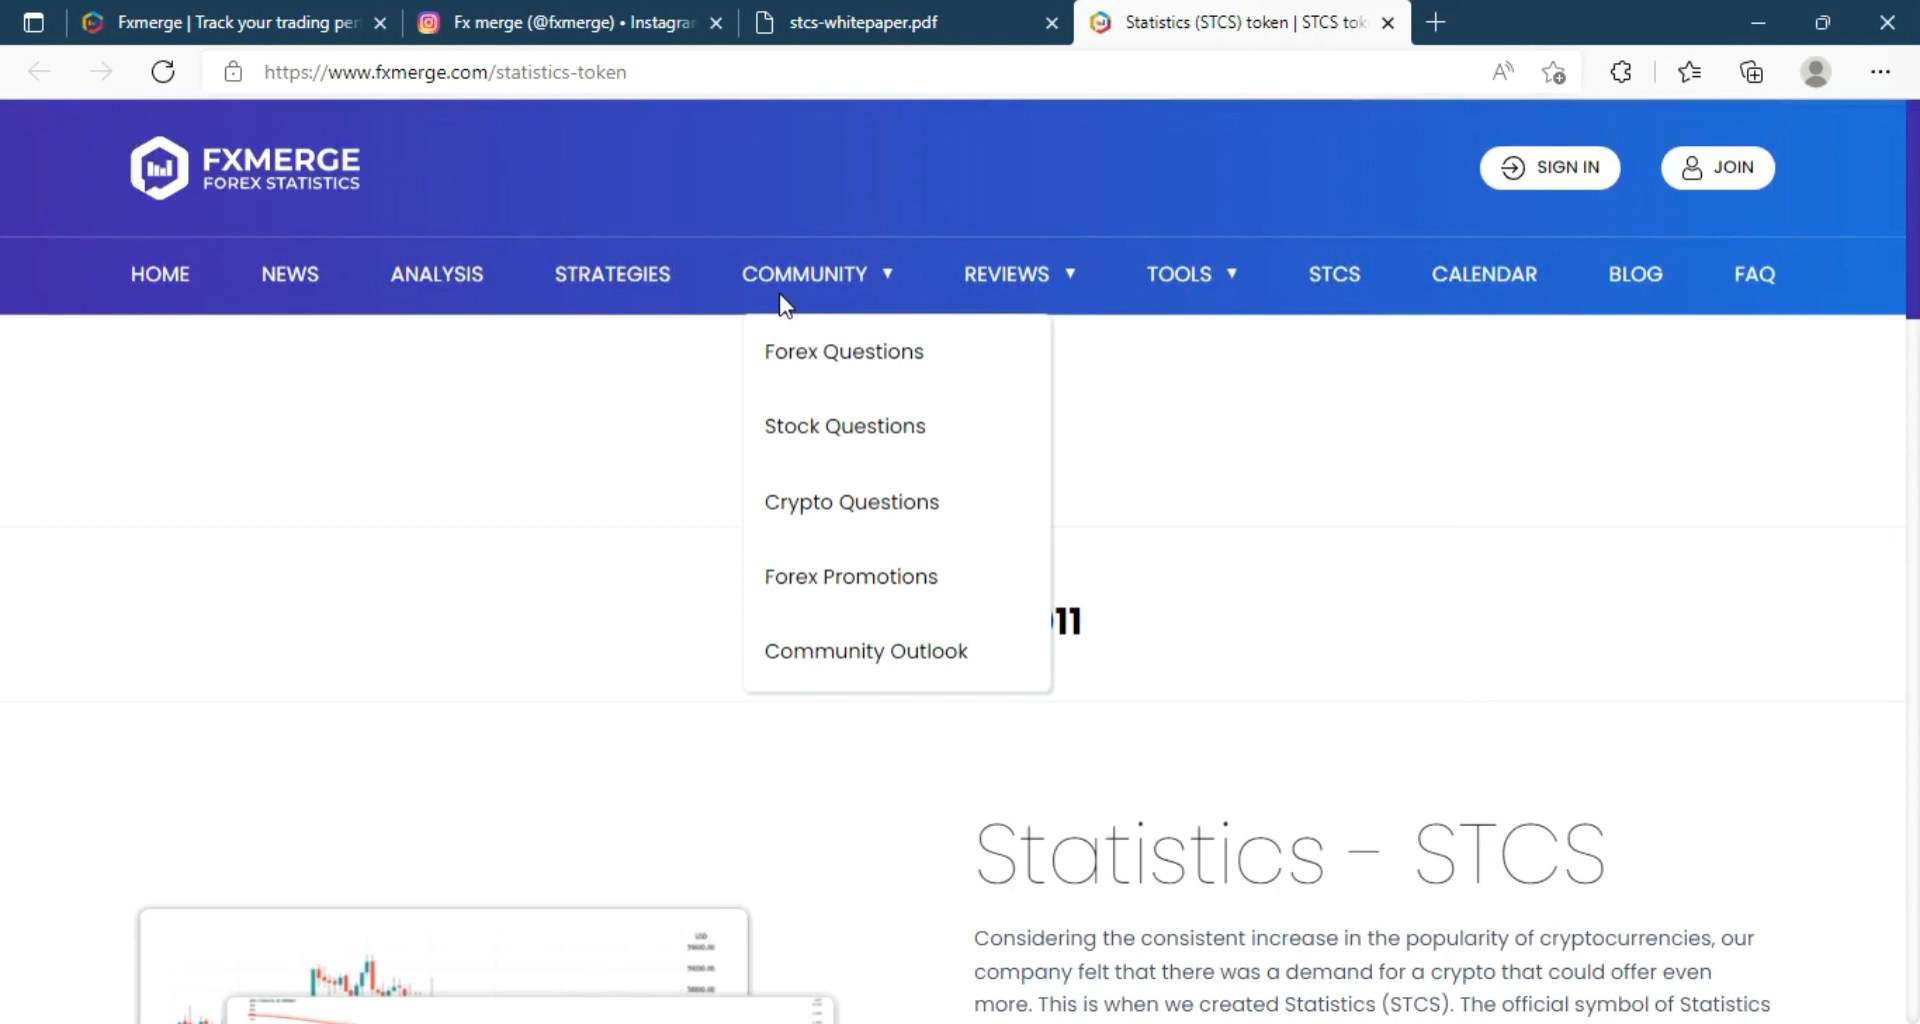 Fxmerge | Track your trading per
Fx merge (@fxmerge) • Instagram
stcs-whitepaper.pdf
Statistics (STCS) token | STCS tok
https://www.fxmerge.com/statistics-token
FXMERGE
FOREX STATISTICS
SIGN IN
JOIN
HOME NEWS ANALYSIS STRATEGIES COMMUNITY ▼ REVIEWS ▼ TOOLS ▼ STCS CALENDAR BLOG FAQ
Forex Questions
Stock Questions
Crypto Questions
Forex Promotions
11
Community Outlook
Statistics - STCS
Considering the consistent increase in the popularity of cryptocurrencies, our
company felt that there was a demand for a crypto that could offer even
more. This is when we created Statistics (STCS). The official symbol of Statistics
USD